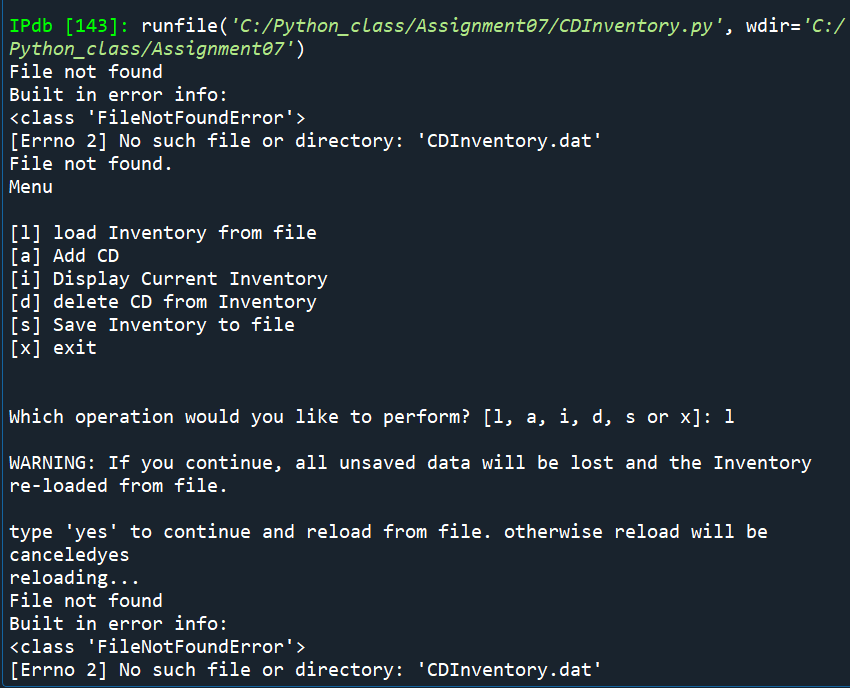 IPdb [143]: runfile('C:/Python_class/Assignment07/CDInventory.py', wdir='C:/
Python_class/Assignment07')
File not found
Built in error info:
<class 'FileNotFoundError'>
[Errno 2] No such file or directory: 'CDInventory.dat'
File not found.
Menu
[l] load Inventory from file
[a] Add CD
[i] Display Current Inventory
[d] delete CD from Inventory
[s] Save Inventory to file
[x] exit
Which operation would you like to perform? [l, a, i, d, s or x]: l
WARNING: If you continue, all unsaved data will be lost and the Inventory
re-loaded from file.
type 'yes' to continue and reload from file. otherwise reload will be
canceledyes
reloading...
File not found
Built in error info:
<class 'FileNotFoundError'>
[Errno 2] No such file or directory: 'CDInventory.dat'